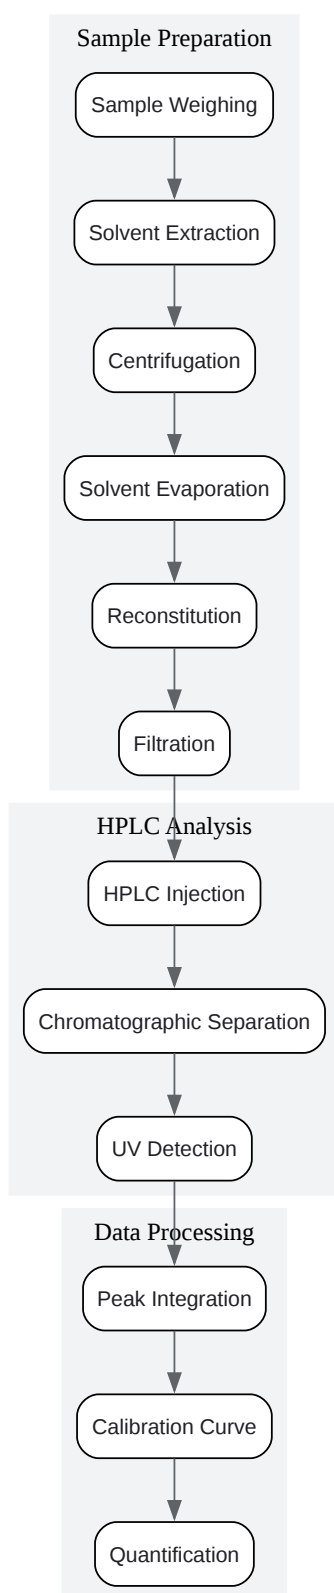 Sample Preparation
Sample Weighing
Solvent Extraction
Centrifugation
Solvent Evaporation
Reconstitution
Filtration
HPLC Analysis
HPLC Injection
Chromatographic Separation
UV Detection
Data Processing
Peak Integration
Calibration Curve
Quantification